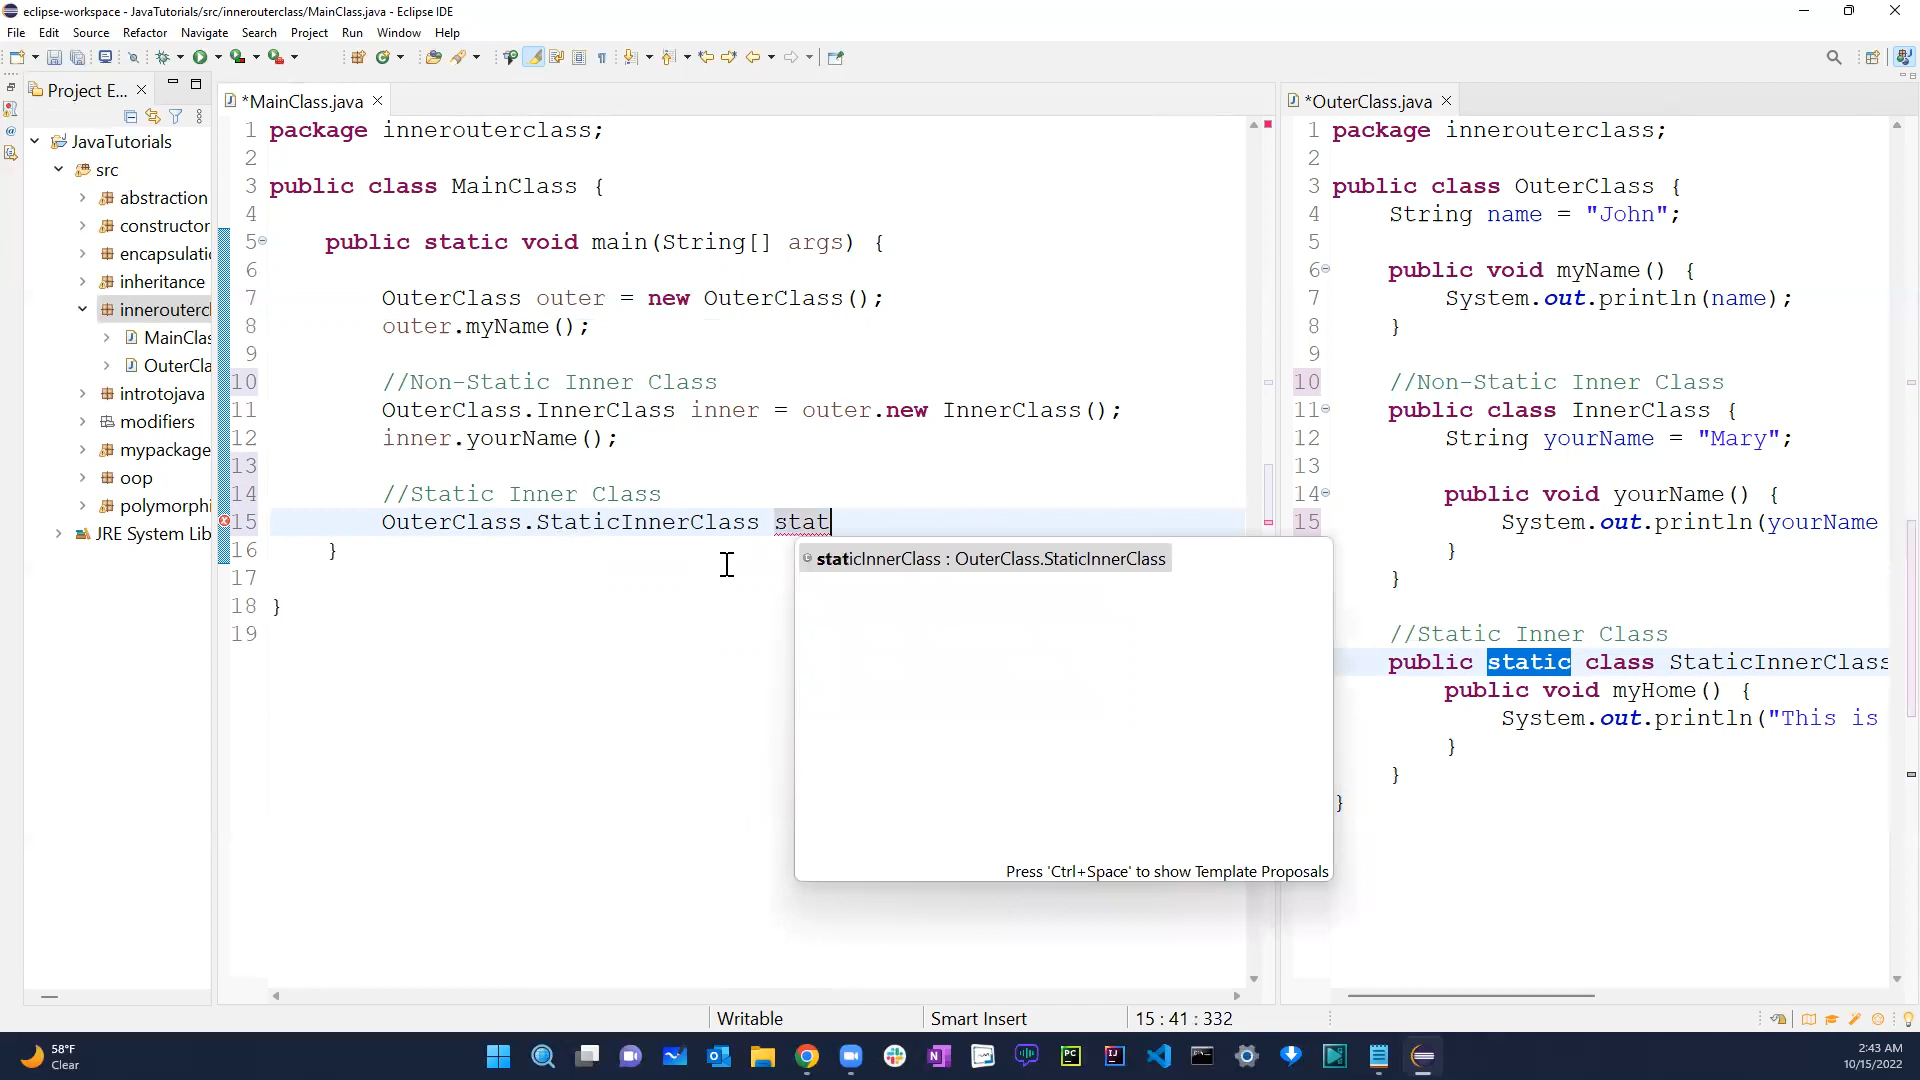 eclipse-workspace - JavaTutorials/src/innerouterclass/MainClass.java - Eclipse IDE
File Edit Source Refactor Navigate Search Project Run Window Help
Project E...
JavaTutorials
src
abstraction
constructor
encapsulati
inheritance
innerouterc
MainClas
OuterCla
introtojava
modifiers
mypackage
oop
polymorphi
JRE System Lib
*MainClass.java
1 package innerouterclass;
2
3 public class MainClass {
4
5 public static void main(String[] args) {
6
7 OuterClass outer = new OuterClass();
8 outer.myName();
9
10 //Non-Static Inner Class
11 OuterClass.InnerClass inner = outer.new InnerClass();
12 inner.yourName();
13
14 //Static Inner Class
15 OuterClass.StaticInnerClass stat
16 }
17
18 }
19
staticInnerClass : OuterClass.StaticInnerClass
Press 'Ctrl+Space' to show Template Proposals
*OuterClass.java
1 package innerouterclass;
2
3 public class OuterClass {
4 String name = "John";
5
6 public void myName() {
7 System.out.println(name);
8 }
9
10 //Non-Static Inner Class
11 public class InnerClass {
12 String yourName = "Mary";
13
14 public void yourName() {
15 System.out.println(yourName
}
}
//Static Inner Class
public static class StaticInnerClass
public void myHome() {
System.out.println("This is
}
}
}
Writable Smart Insert 15 : 41 : 332
58°F
Clear
2:43 AM
10/15/2022